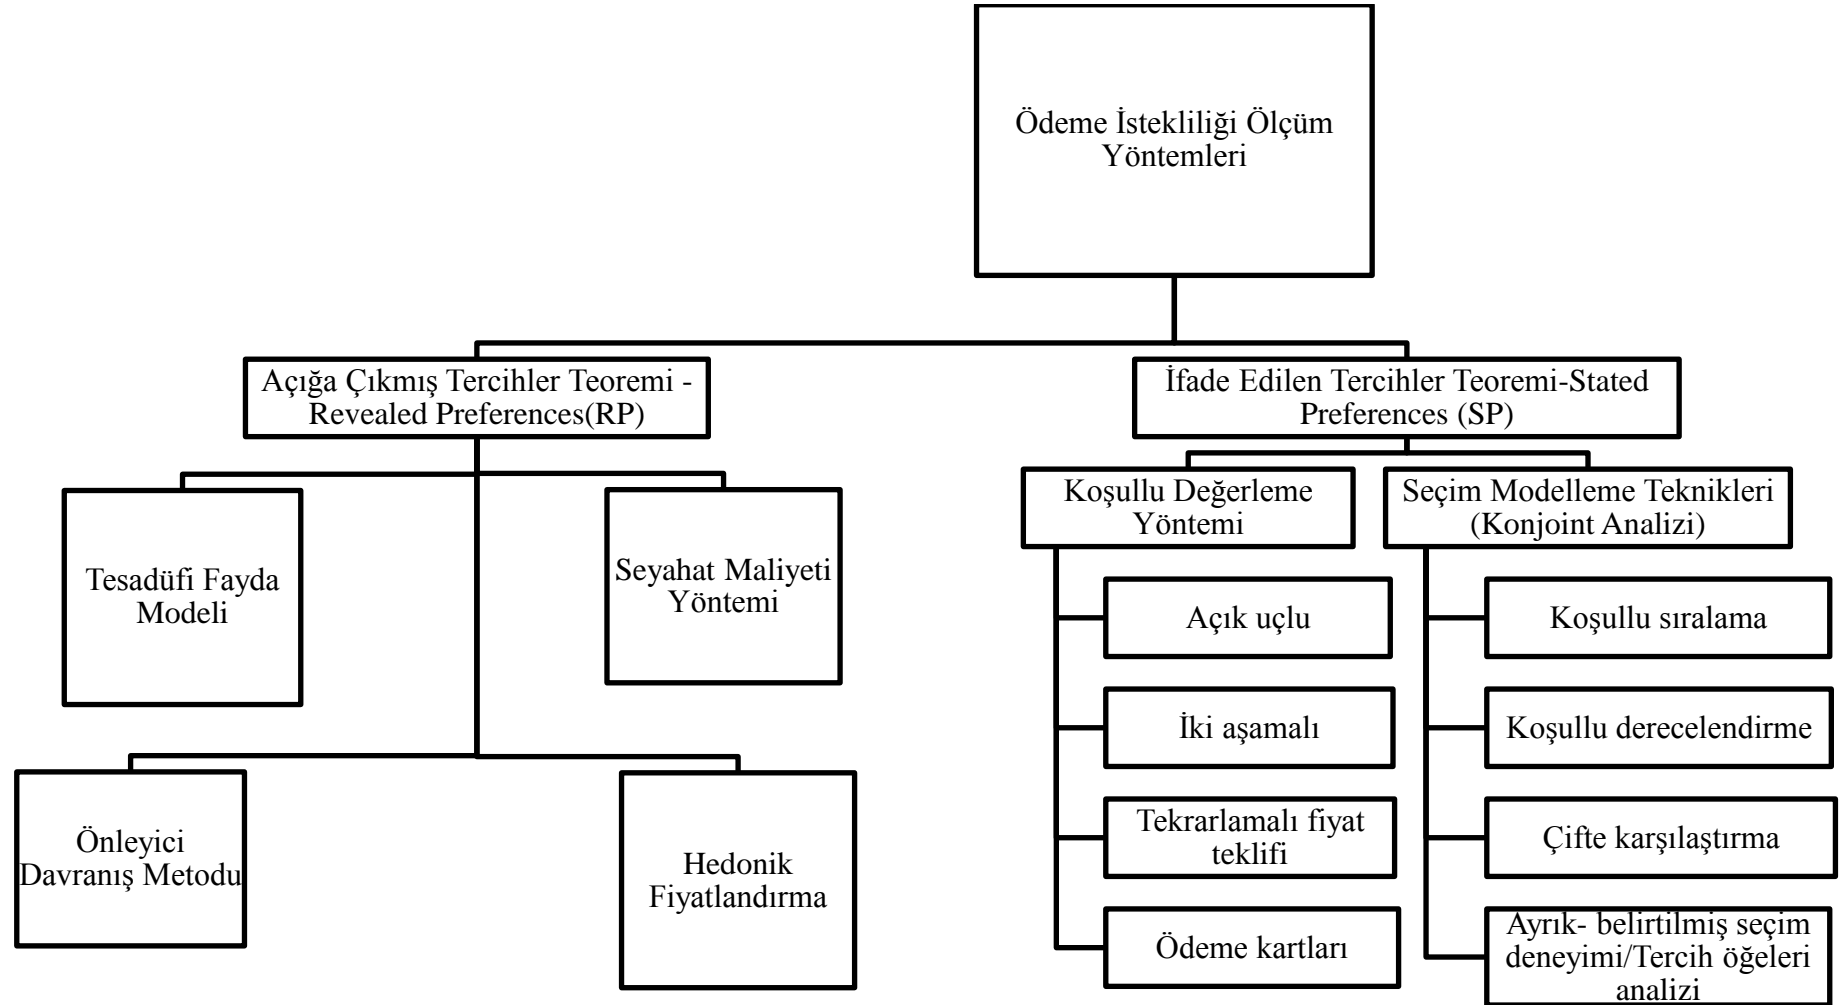 Ödeme İstekliliği Ölçüm
Yöntemleri
Açığa Çıkmış Tercihler Teoremi -
Revealed Preferences(RP)
İfade Edilen Tercihler Teoremi-Stated
Preferences (SP)
Tesadüfi Fayda
Modeli
Seyahat Maliyeti
Yöntemi
Önleyici
Davranış Metodu
Hedonik
Fiyatlandırma
Koşullu Değerleme
Yöntemi
Açık uçlu
İki aşamalı
Tekrarlamalı fiyat
teklifi
Ödeme kartları
Seçim Modelleme Teknikleri
(Konjoint Analizi)
Koşullu sıralama
Koşullu derecelendirme
Çifte karşılaştırma
Ayrık- belirtilmiş seçim
deneyimi/Tercih öğeleri
analizi